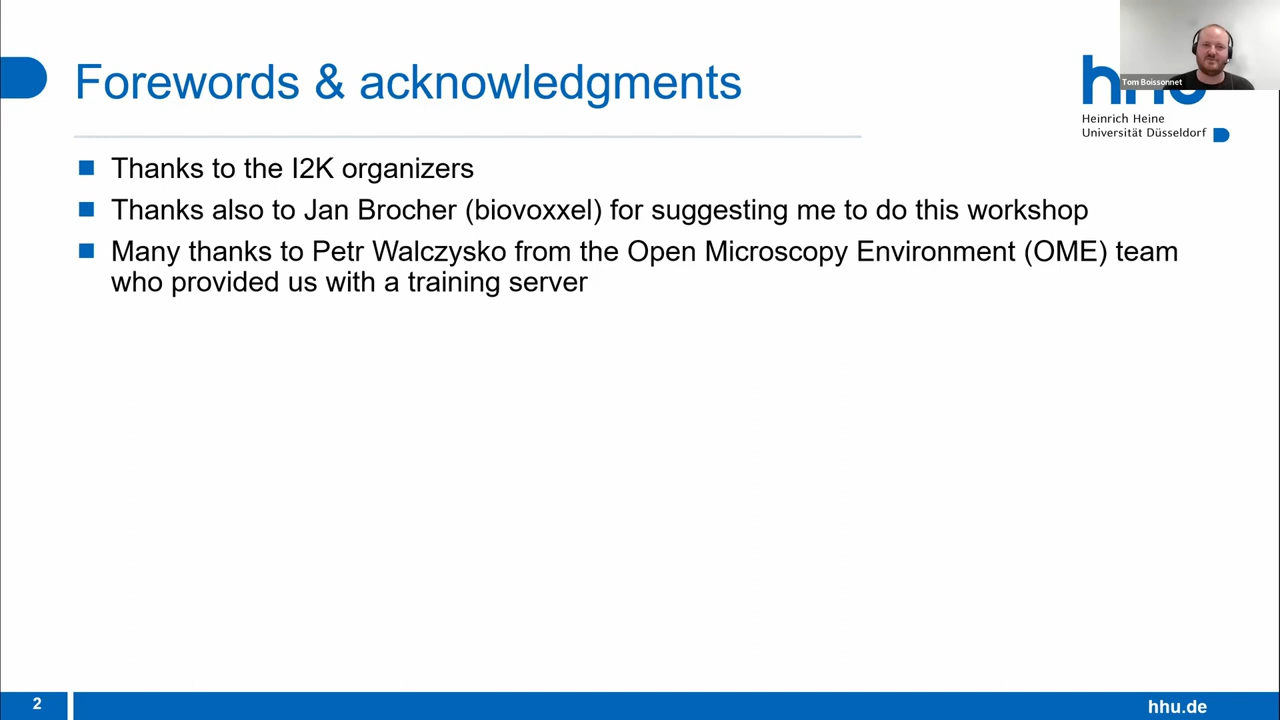 Tom Boissonnet
Forewords & acknowledgments
Heinrich Heine
Universität Düsseldorf
Thanks to the I2K organizers
Thanks also to Jan Brocher (biovoxxel) for suggesting me to do this workshop
Many thanks to Petr Walczysko from the Open Microscopy Environment (OME) team
who provided us with a training server
2
hhu.de